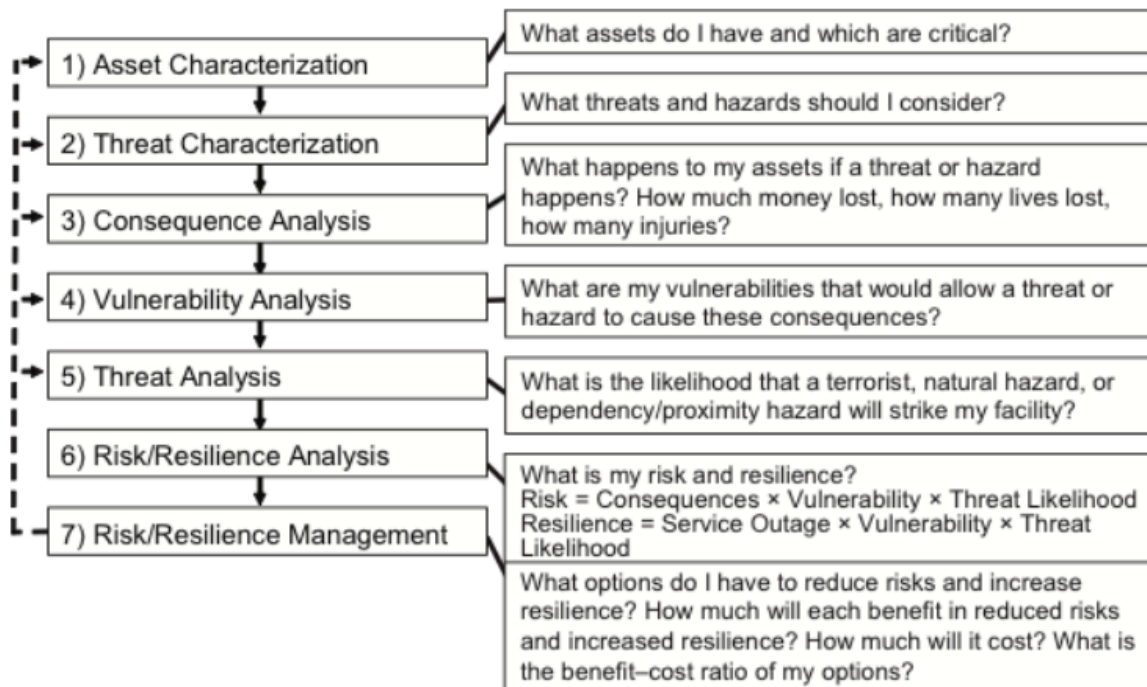 1) Asset Characterization
What assets do I have and which are critical?
2) Threat Characterization
What threats and hazards should I consider?
3) Consequence Analysis
What happens to my assets if a threat or hazard
happens? How much money lost, how many lives lost,
how many injuries?
4) Vulnerability Analysis
What are my vulnerabilities that would allow a threat or
hazard to cause these consequences?
5) Threat Analysis
What is the likelihood that a terrorist, natural hazard, or
dependency/proximity hazard will strike my facility?
6) Risk/Resilience Analysis
What is my risk and resilience?
Risk = Consequences × Vulnerability × Threat Likelihood
Resilience = Service Outage × Vulnerability × Threat
Likelihood
7) Risk/Resilience Management
What options do I have to reduce risks and increase
resilience? How much will each benefit in reduced risks
and increased resilience? How much will it cost? What is
the benefit–cost ratio of my options?